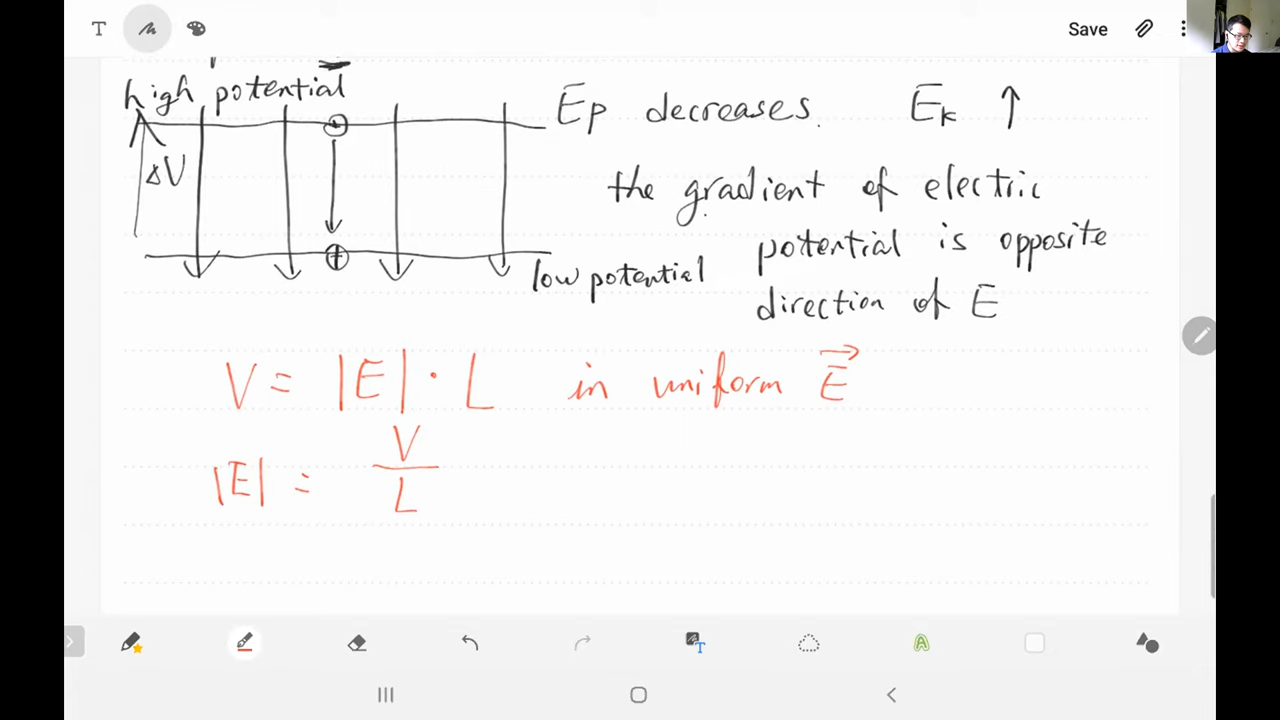 T
Save
high potential
Ep decreases. Ek ↑
ΔV
the gradient of electric
potential is opposite
low potential
direction of E
V = |E| · L in uniform E⃗
|E| = V/L